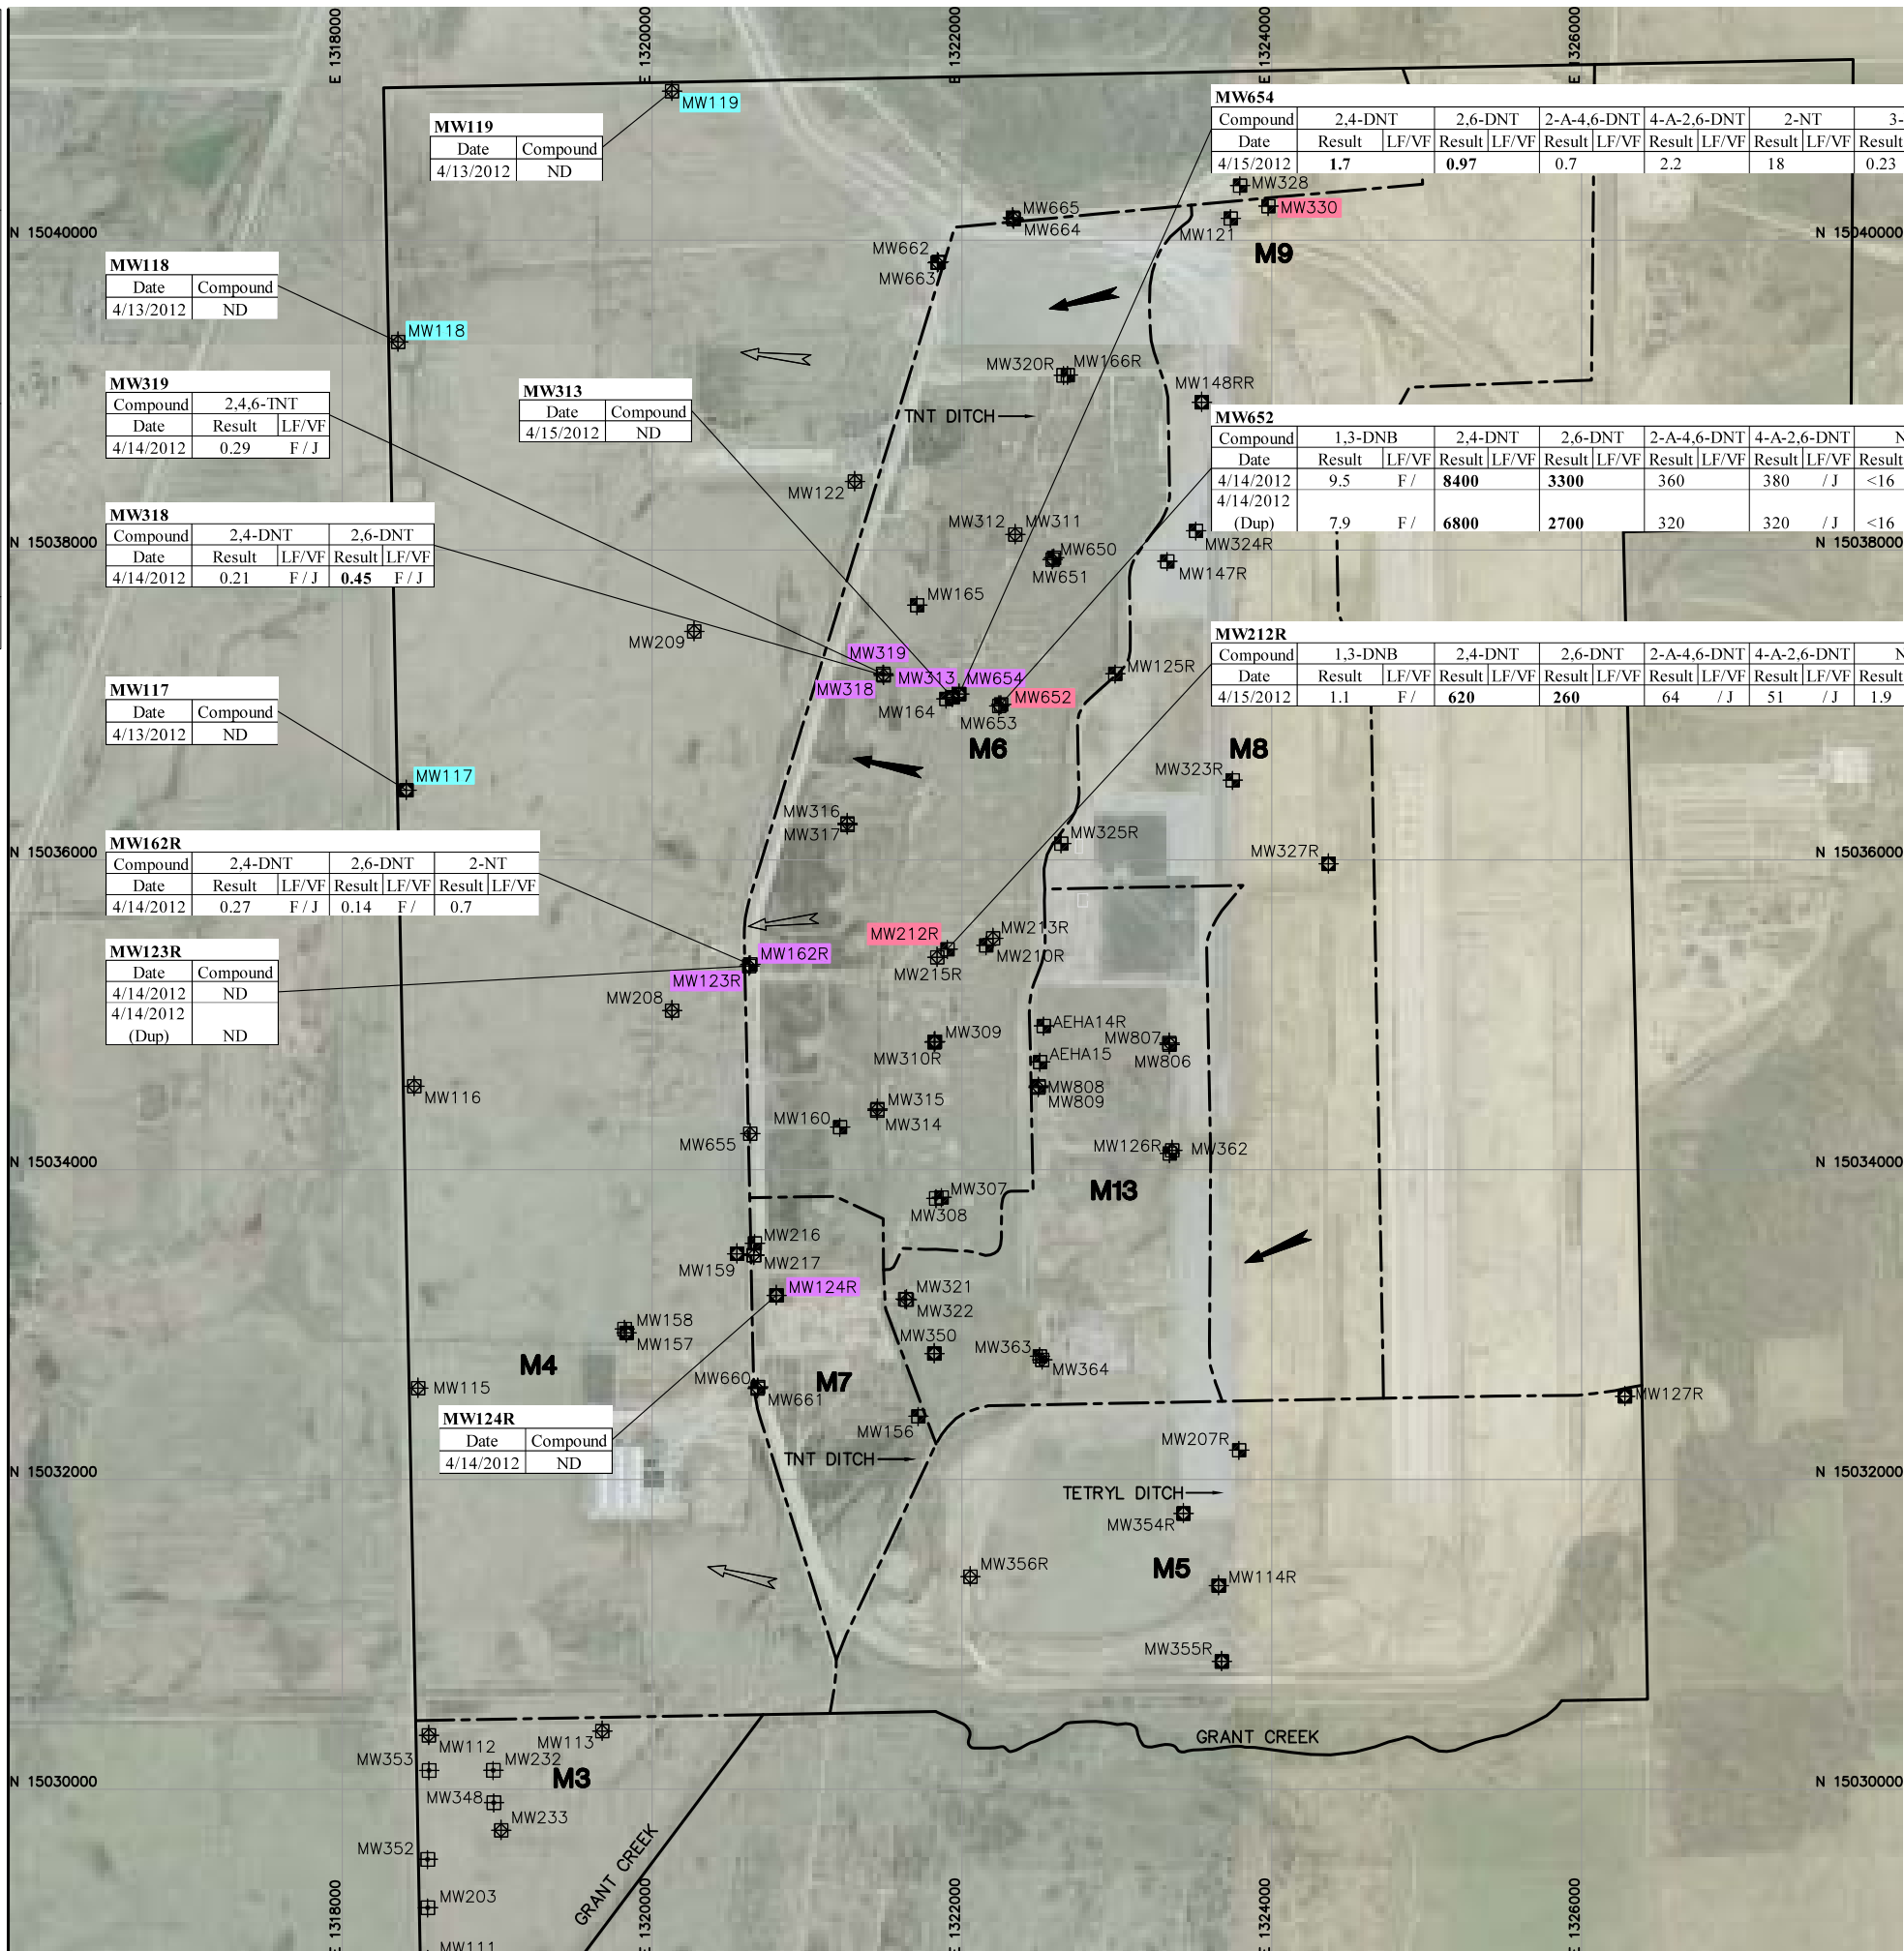 E 1318000
E 1320000
E 1322000
E 1324000
E 1326000
MW119
MW119
Date Compound
4/13/2012 ND
MW654
Compound 2,4-DNT 2,6-DNT 2-A-4,6-DNT 4-A-2,6-DNT 2-NT 3-
Date Result LF/VF Result LF/VF Result LF/VF Result LF/VF Result LF/VF Result
4/15/2012 1.7 0.97 0.7 2.2 18 0.23
MW328
MW330
MW121
MW665
MW664
MW662
MW663
N 15040000
N 15040000
M9
MW118
Date Compound
4/13/2012 ND
MW118
MW319
Compound 2,4,6-TNT
Date Result LF/VF
4/14/2012 0.29 F / J
MW313
Date Compound
4/15/2012 ND
MW320R
MW166R
MW148RR
TNT DITCH
MW652
Compound 1,3-DNB 2,4-DNT 2,6-DNT 2-A-4,6-DNT 4-A-2,6-DNT N
Date Result LF/VF Result LF/VF Result LF/VF Result LF/VF Result LF/VF Result
4/14/2012 9.5 F / 8400 3300 360 380 / J <16
4/14/2012
(Dup) 7.9 F / 6800 2700 320 320 / J <16
MW122
MW318
Compound 2,4-DNT 2,6-DNT
Date Result LF/VF Result LF/VF
4/14/2012 0.21 F / J 0.45 F / J
MW312
MW311
MW324R
N 15038000
N 15038000
MW650
MW651
MW147R
MW165
MW209
MW212R
Compound 1,3-DNB 2,4-DNT 2,6-DNT 2-A-4,6-DNT 4-A-2,6-DNT N
Date Result LF/VF Result LF/VF Result LF/VF Result LF/VF Result LF/VF Result
4/15/2012 1.1 F / 620 260 64 / J 51 / J 1.9
MW319
MW313
MW654
MW318
MW125R
MW652
MW164
MW653
M6
M8
MW117
Date Compound
4/13/2012 ND
MW117
MW323R
MW316
MW317
MW325R
MW327R
N 15036000
N 15036000
MW162R
Compound 2,4-DNT 2,6-DNT 2-NT
Date Result LF/VF Result LF/VF Result LF/VF
4/14/2012 0.27 F / J 0.14 F / 0.7
MW123R
Date Compound
4/14/2012 ND
4/14/2012
(Dup) ND
MW212R
MW213R
MW162R
MW210R
MW215R
MW123R
MW208
AEHA14R
MW309
MW310R
MW807
MW806
AEHA15
MW808
MW809
MW116
MW315
MW314
MW160
MW655
MW126R
MW362
N 15034000
N 15034000
M13
MW307
MW308
MW216
MW217
MW159
MW124R
MW321
MW322
MW158
MW157
MW350
MW363
MW364
M4
M7
MW115
MW660
MW661
MW127R
MW124R
Date Compound
4/14/2012 ND
MW156
MW207R
TNT DITCH
N 15032000
N 15032000
TETRYL DITCH
MW354R
MW356R
M5
MW114R
MW355R
GRANT CREEK
MW113
MW112
MW353
MW232
M3
N 15030000
N 15030000
MW348
MW233
MW352
GRANT CREEK
MW203
MW111
E 1318000
E 1320000
E 1322000
E 1324000
E 1326000